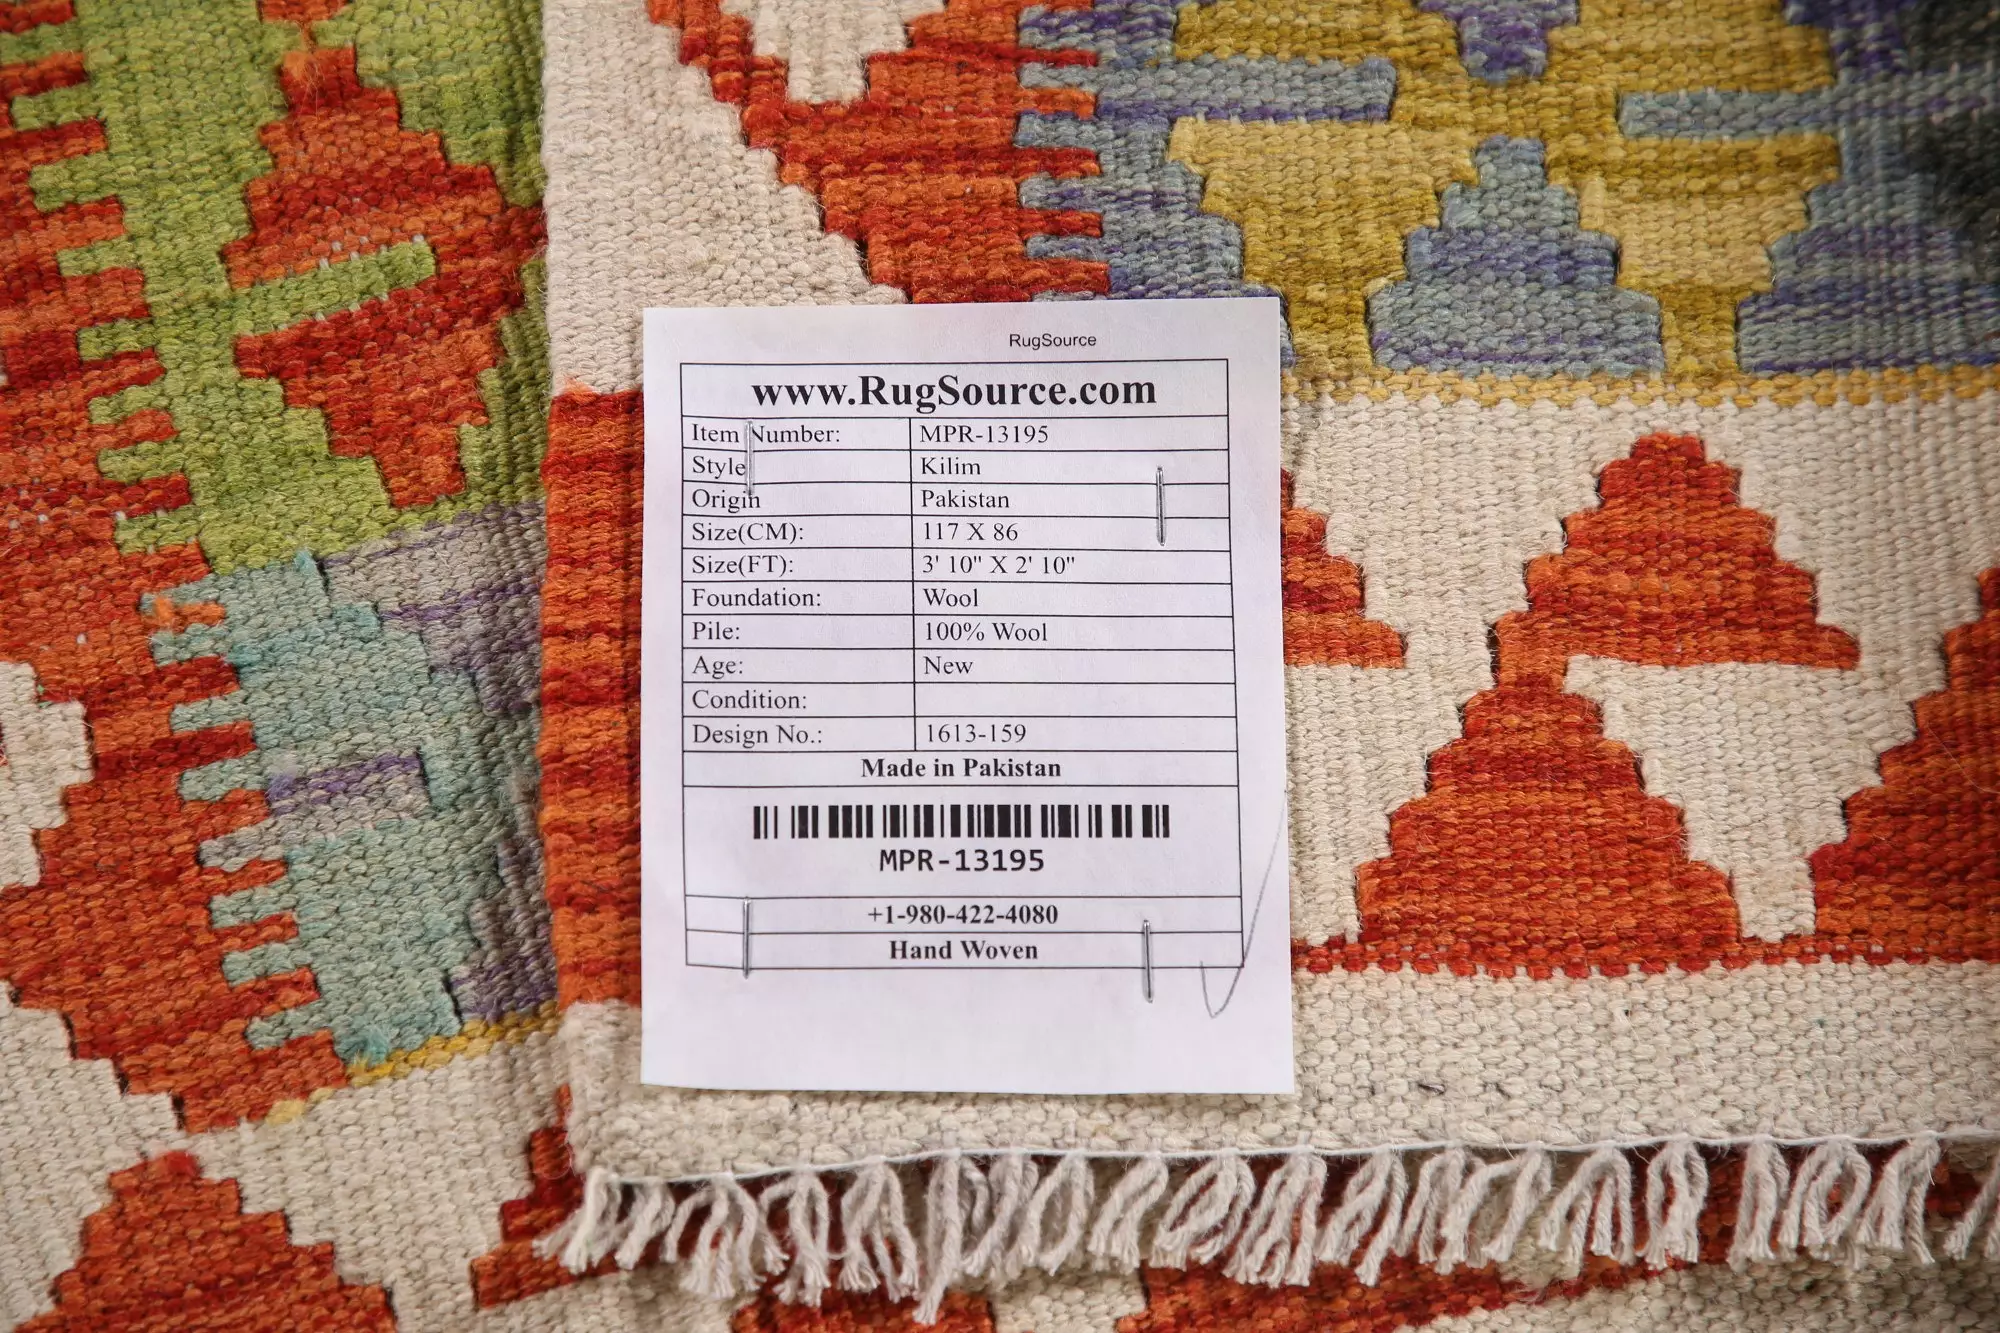 RugSource
www.RugSource.com
Item Number: MPR-13195
Style Kilim
Origin Pakistan
Size(CM): 117 X 86
Size(FT): 3' 10" X 2' 10"
Foundation: Wool
Pile: 100% Wool
Age: New
Condition:
Design No.: 1613-159
Made in Pakistan
MPR-13195
+1-980-422-4080
Hand Woven